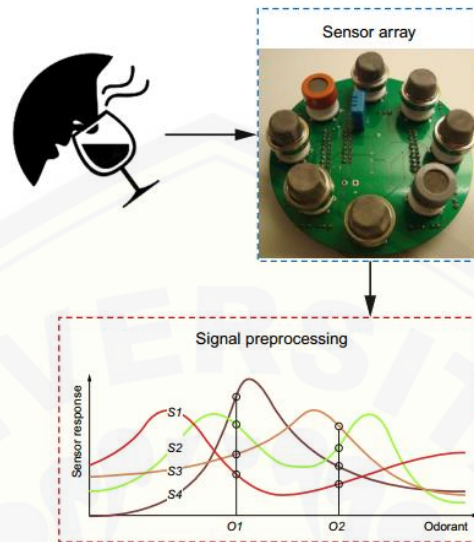 Sensor array
Signal preprocessing
Sensor response
S1
S2
S3
S4
O1
O2
Odorant